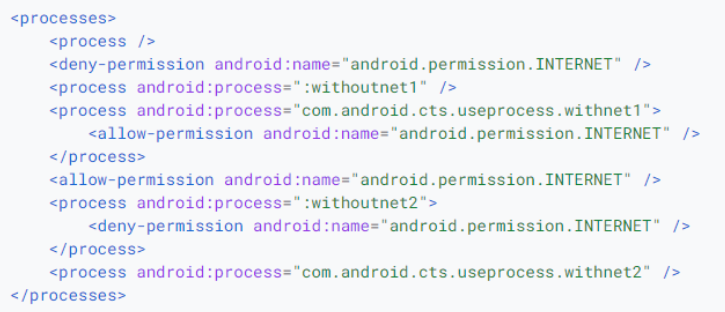 <processes>
    <process />
    <deny-permission android:name="android.permission.INTERNET" />
    <process android:process=":withoutnet1" />
    <process android:process="com.android.cts.useprocess.withnet1">
        <allow-permission android:name="android.permission.INTERNET" />
    </process>
    <allow-permission android:name="android.permission.INTERNET" />
    <process android:process=":withoutnet2">
        <deny-permission android:name="android.permission.INTERNET" />
    </process>
    <process android:process="com.android.cts.useprocess.withnet2" />
</processes>